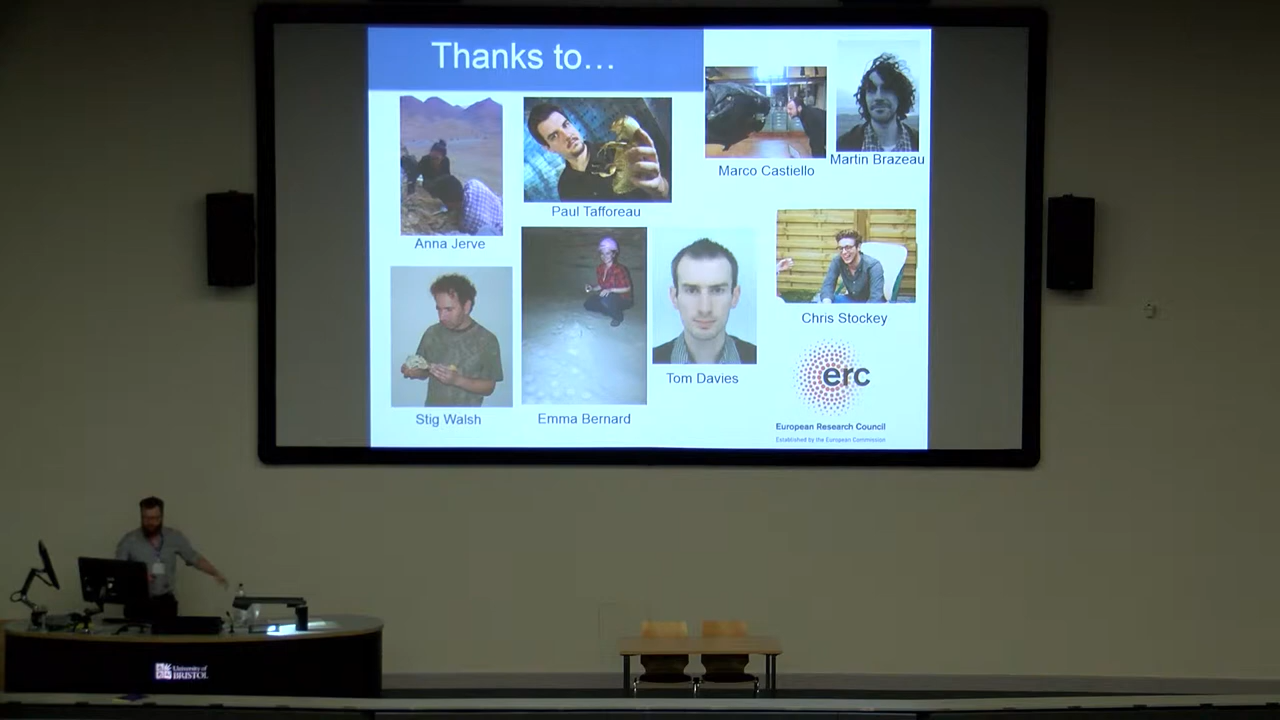 Thanks to…
Marco Castiello
Martin Brazeau
Paul Tafforeau
Anna Jerve
Chris Stockey
Tom Davies
Stig Walsh
Emma Bernard
erc
European Research Council
Established by the European Commission
University of
BRISTOL